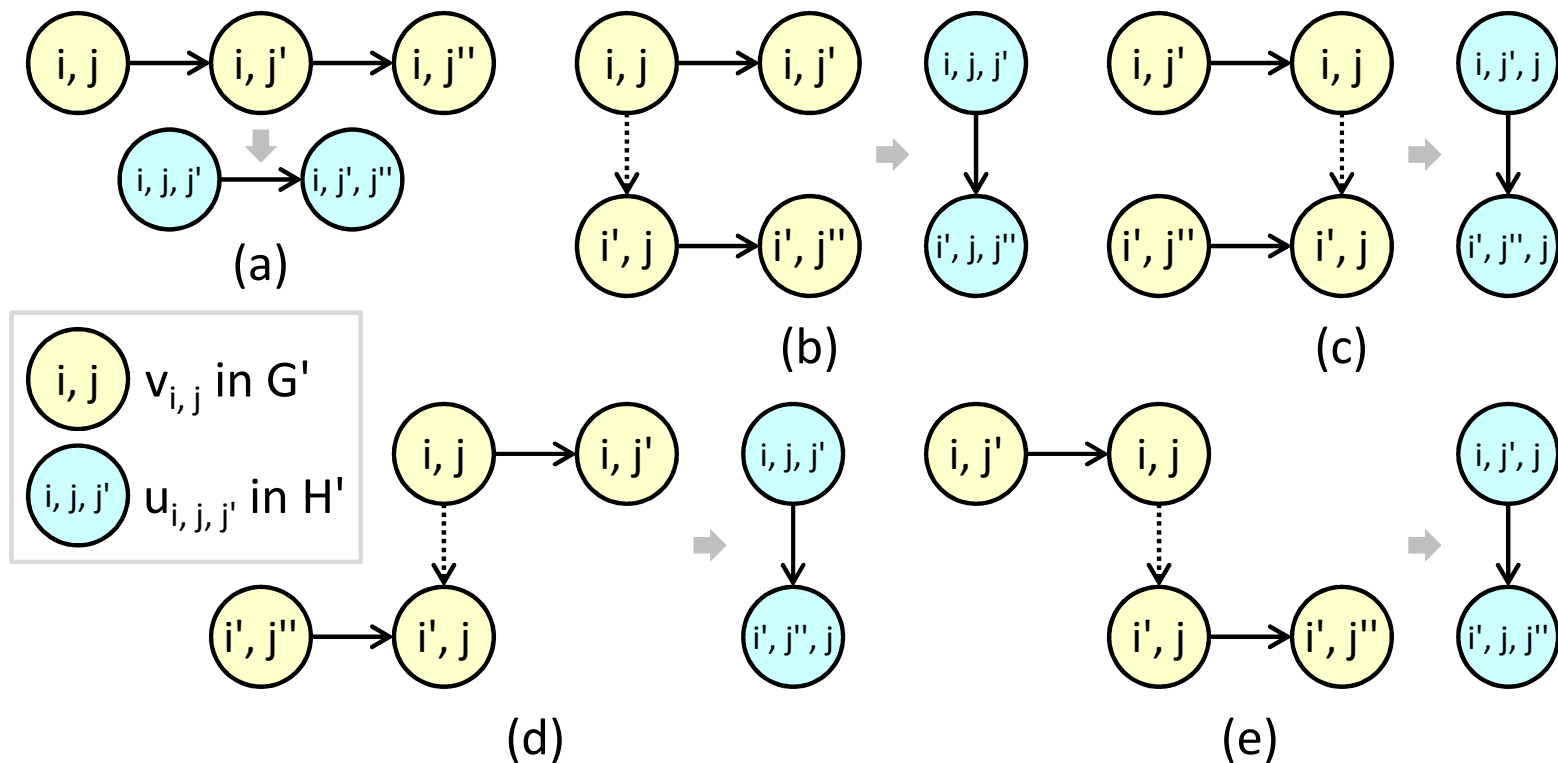 i, j i, j' i, j''
i, j, j' i, j', j''
(a)
i, j i, j' i, j, j'
i', j i', j'' i', j, j''
(b)
i, j' i, j i, j', j
i', j'' i', j i', j'', j
(c)
i, j v_{i, j} in G'
i, j, j' u_{i, j, j'} in H'
i, j i, j' i, j, j'
i', j'' i', j i', j'', j
(d)
i, j' i, j i, j', j
i', j i', j'' i', j, j''
(e)